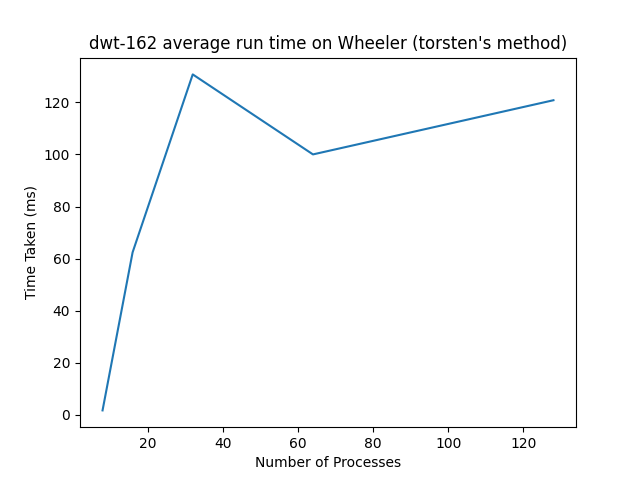 dwt-162 average run time on Wheeler (torsten's method)
120
100
80
60
40
20
0
Time Taken (ms)
20 40 60 80 100 120
Number of Processes